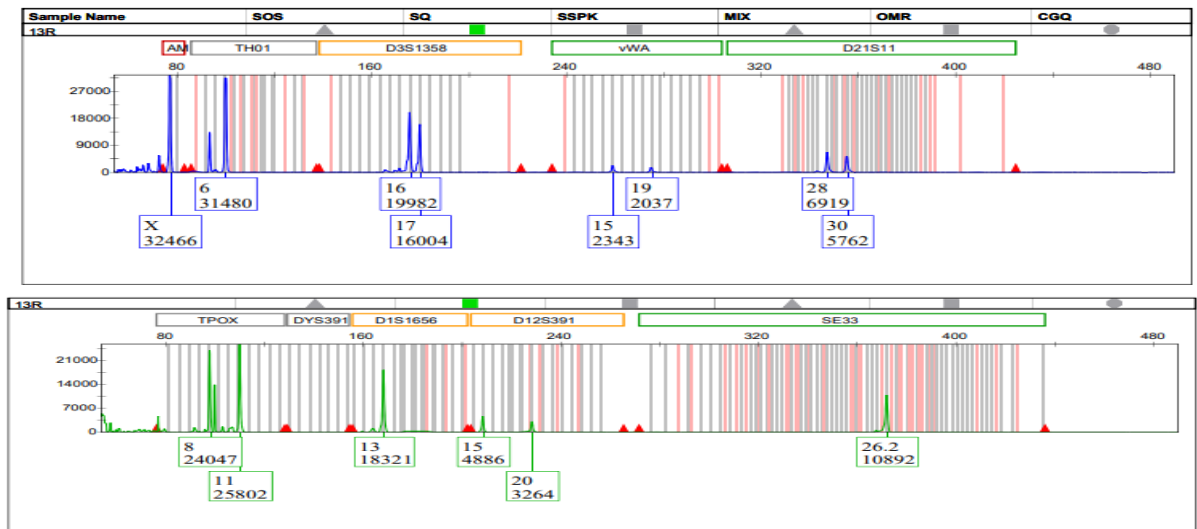 Sample Name SOS SQ SSPK MIX OMR CGQ
13R
AM TH01 D3S1358 vWA D21S11
80 160 240 320 400 480
27000
18000
9000
0
6 16 19 28
31480 19982 2037 6919
X 17 15 30
32466 16004 2343 5762
13R
TPOX DYS391 D1S1656 D12S391 SE33
80 160 240 320 400 480
21000
14000
7000
0
8 13 15 26.2
24047 18321 4886 10892
11 20
25802 3264